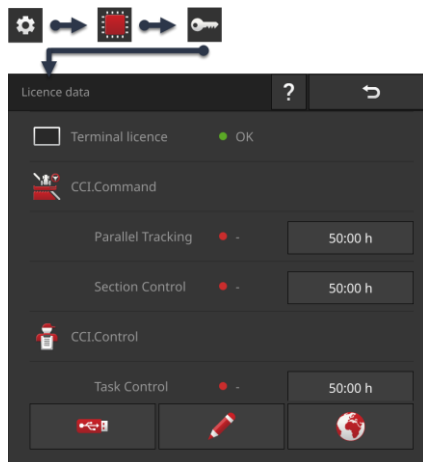 Licence data ?
Terminal licence OK
CCI.Command
Parallel Tracking - 50:00 h
Section Control - 50:00 h
CCI.Control
Task Control - 50:00 h